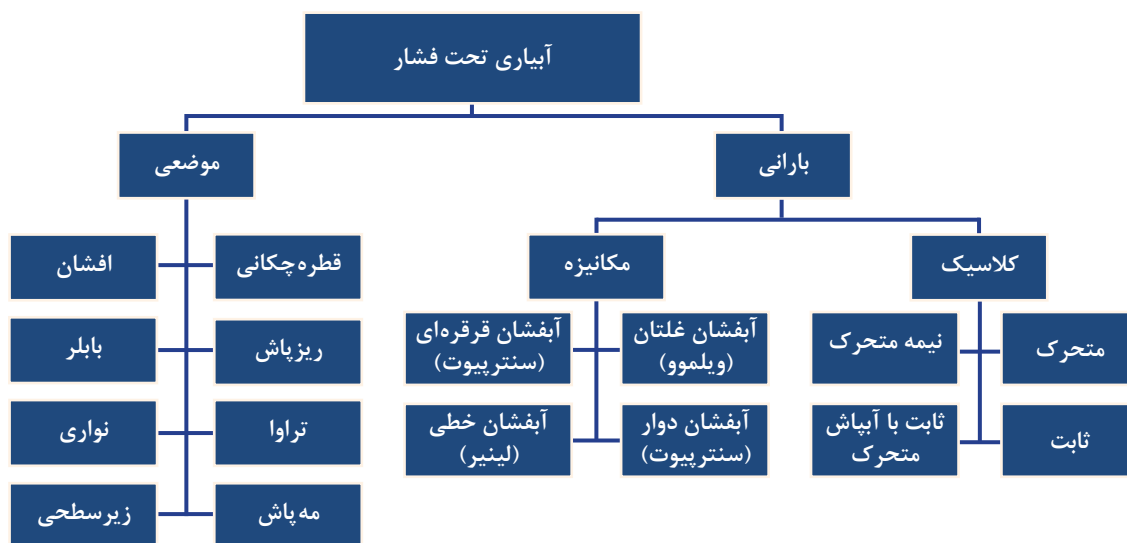 آبیاری تحت فشار
بارانی
موضعی
کلاسیک
مکانیزه
قطره‌چکانی
افشان
متحرک
نیمه متحرک
آبفشان غلتان
(ویلموو)
آبفشان قرقره‌ای
(سنترپیوت)
ریزپاش
بابلر
ثابت
ثابت با آبپاش
متحرک
آبفشان دوار
(سنترپیوت)
آبفشان خطی
(لینیر)
تراوا
نواری
مه پاش
زیرسطحی